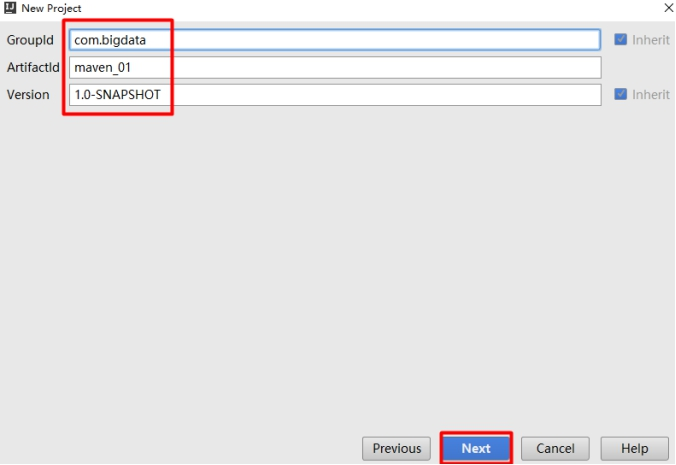 New Project
GroupId com.bigdata Inherit
ArtifactId maven_01
Version 1.0-SNAPSHOT Inherit
Previous Next Cancel Help